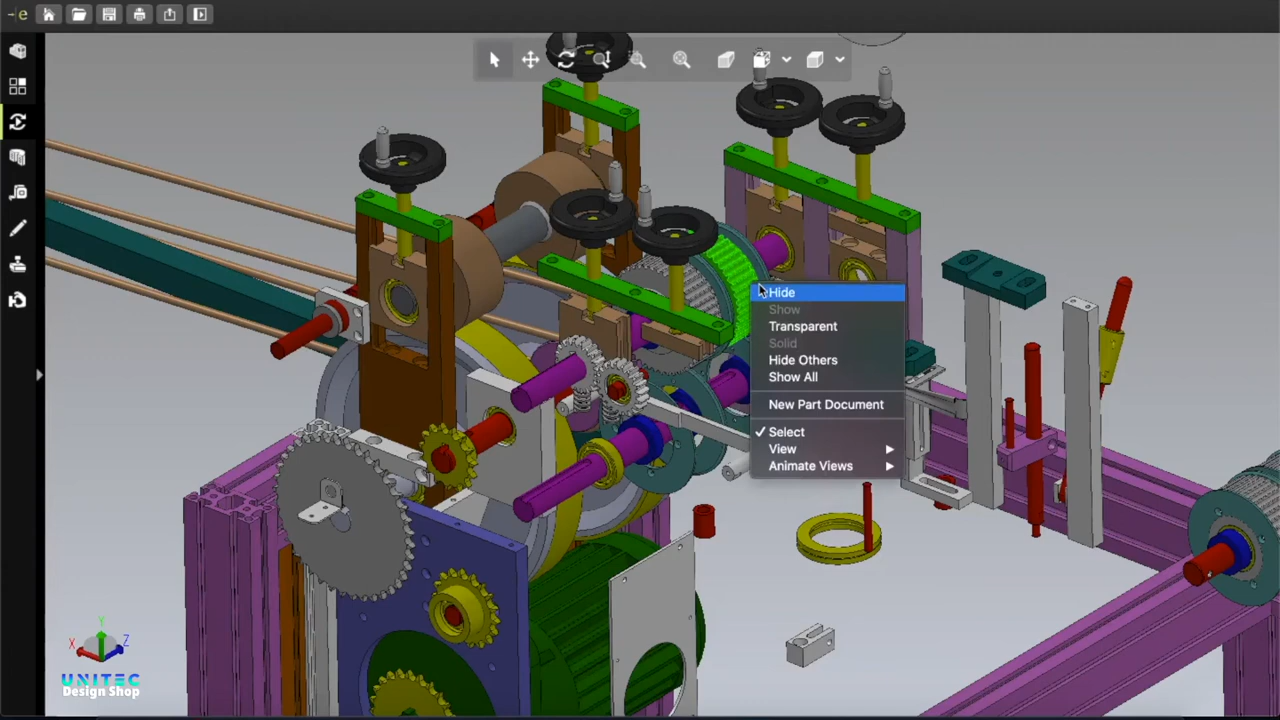 e
Hide
Show
Transparent
Solid
Hide Others
Show All
New Part Document
Select
View
Animate Views
Y
X
Z
UNITEC
Design Shop